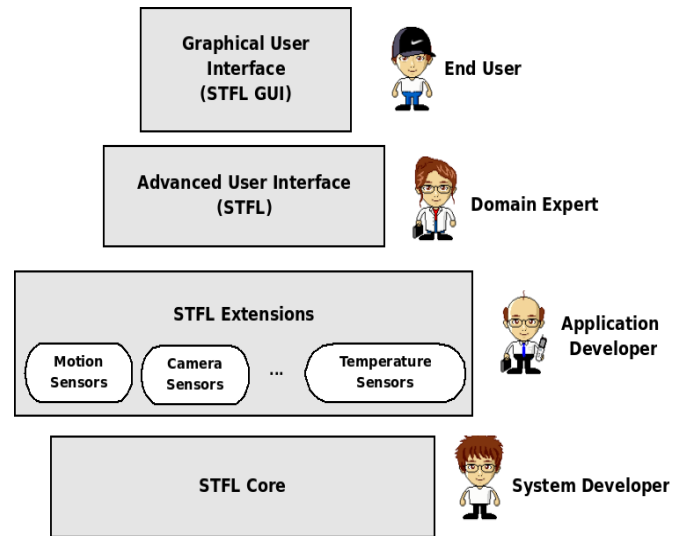 Graphical User
Interface
(STFL GUI)
End User
Advanced User Interface
(STFL)
Domain Expert
STFL Extensions
Motion
Sensors
Camera
Sensors
...
Temperature
Sensors
Application
Developer
STFL Core
System Developer